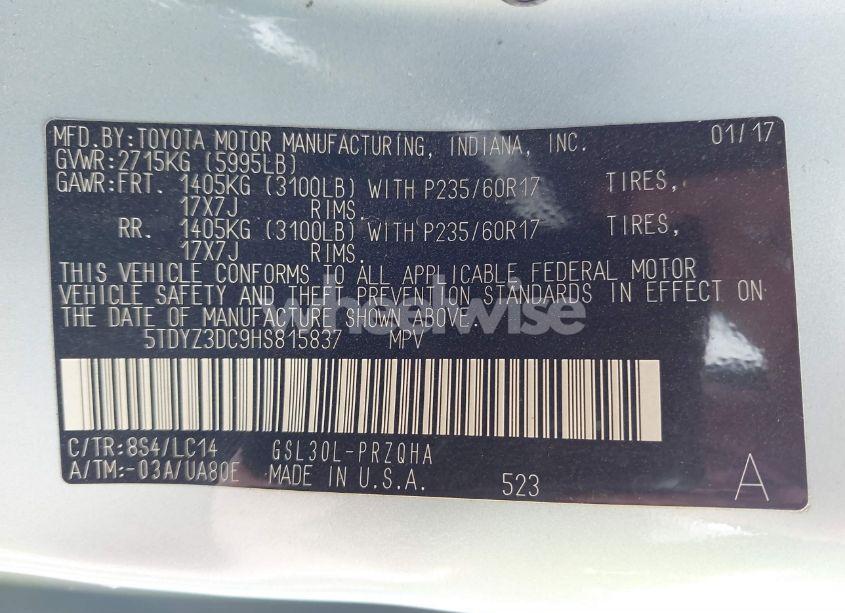 MFD.BY:TOYOTA MOTOR MANUFACTURING, INDIANA, INC. 01/17
GVWR:2715KG (5995LB)
GAWR:FRT. 1405KG (3100LB) WITH P235/60R17 TIRES,
17X7J RIMS.
RR. 1405KG (3100LB) WITH P235/60R17 TIRES,
17X7J RIMS.
THIS VEHICLE CONFORMS TO ALL APPLICABLE FEDERAL MOTOR
VEHICLE SAFETY AND THEFT PREVENTION STANDARDS IN EFFECT ON
THE DATE OF MANUFACTURE SHOWN ABOVE.
wheelwise
5TDYZ3DC9HS815837 MPV
C/TR:8S4/LC14 GSL30L-PRZQHA
A/TM:-03A/UA80E MADE IN U.S.A. 523 A